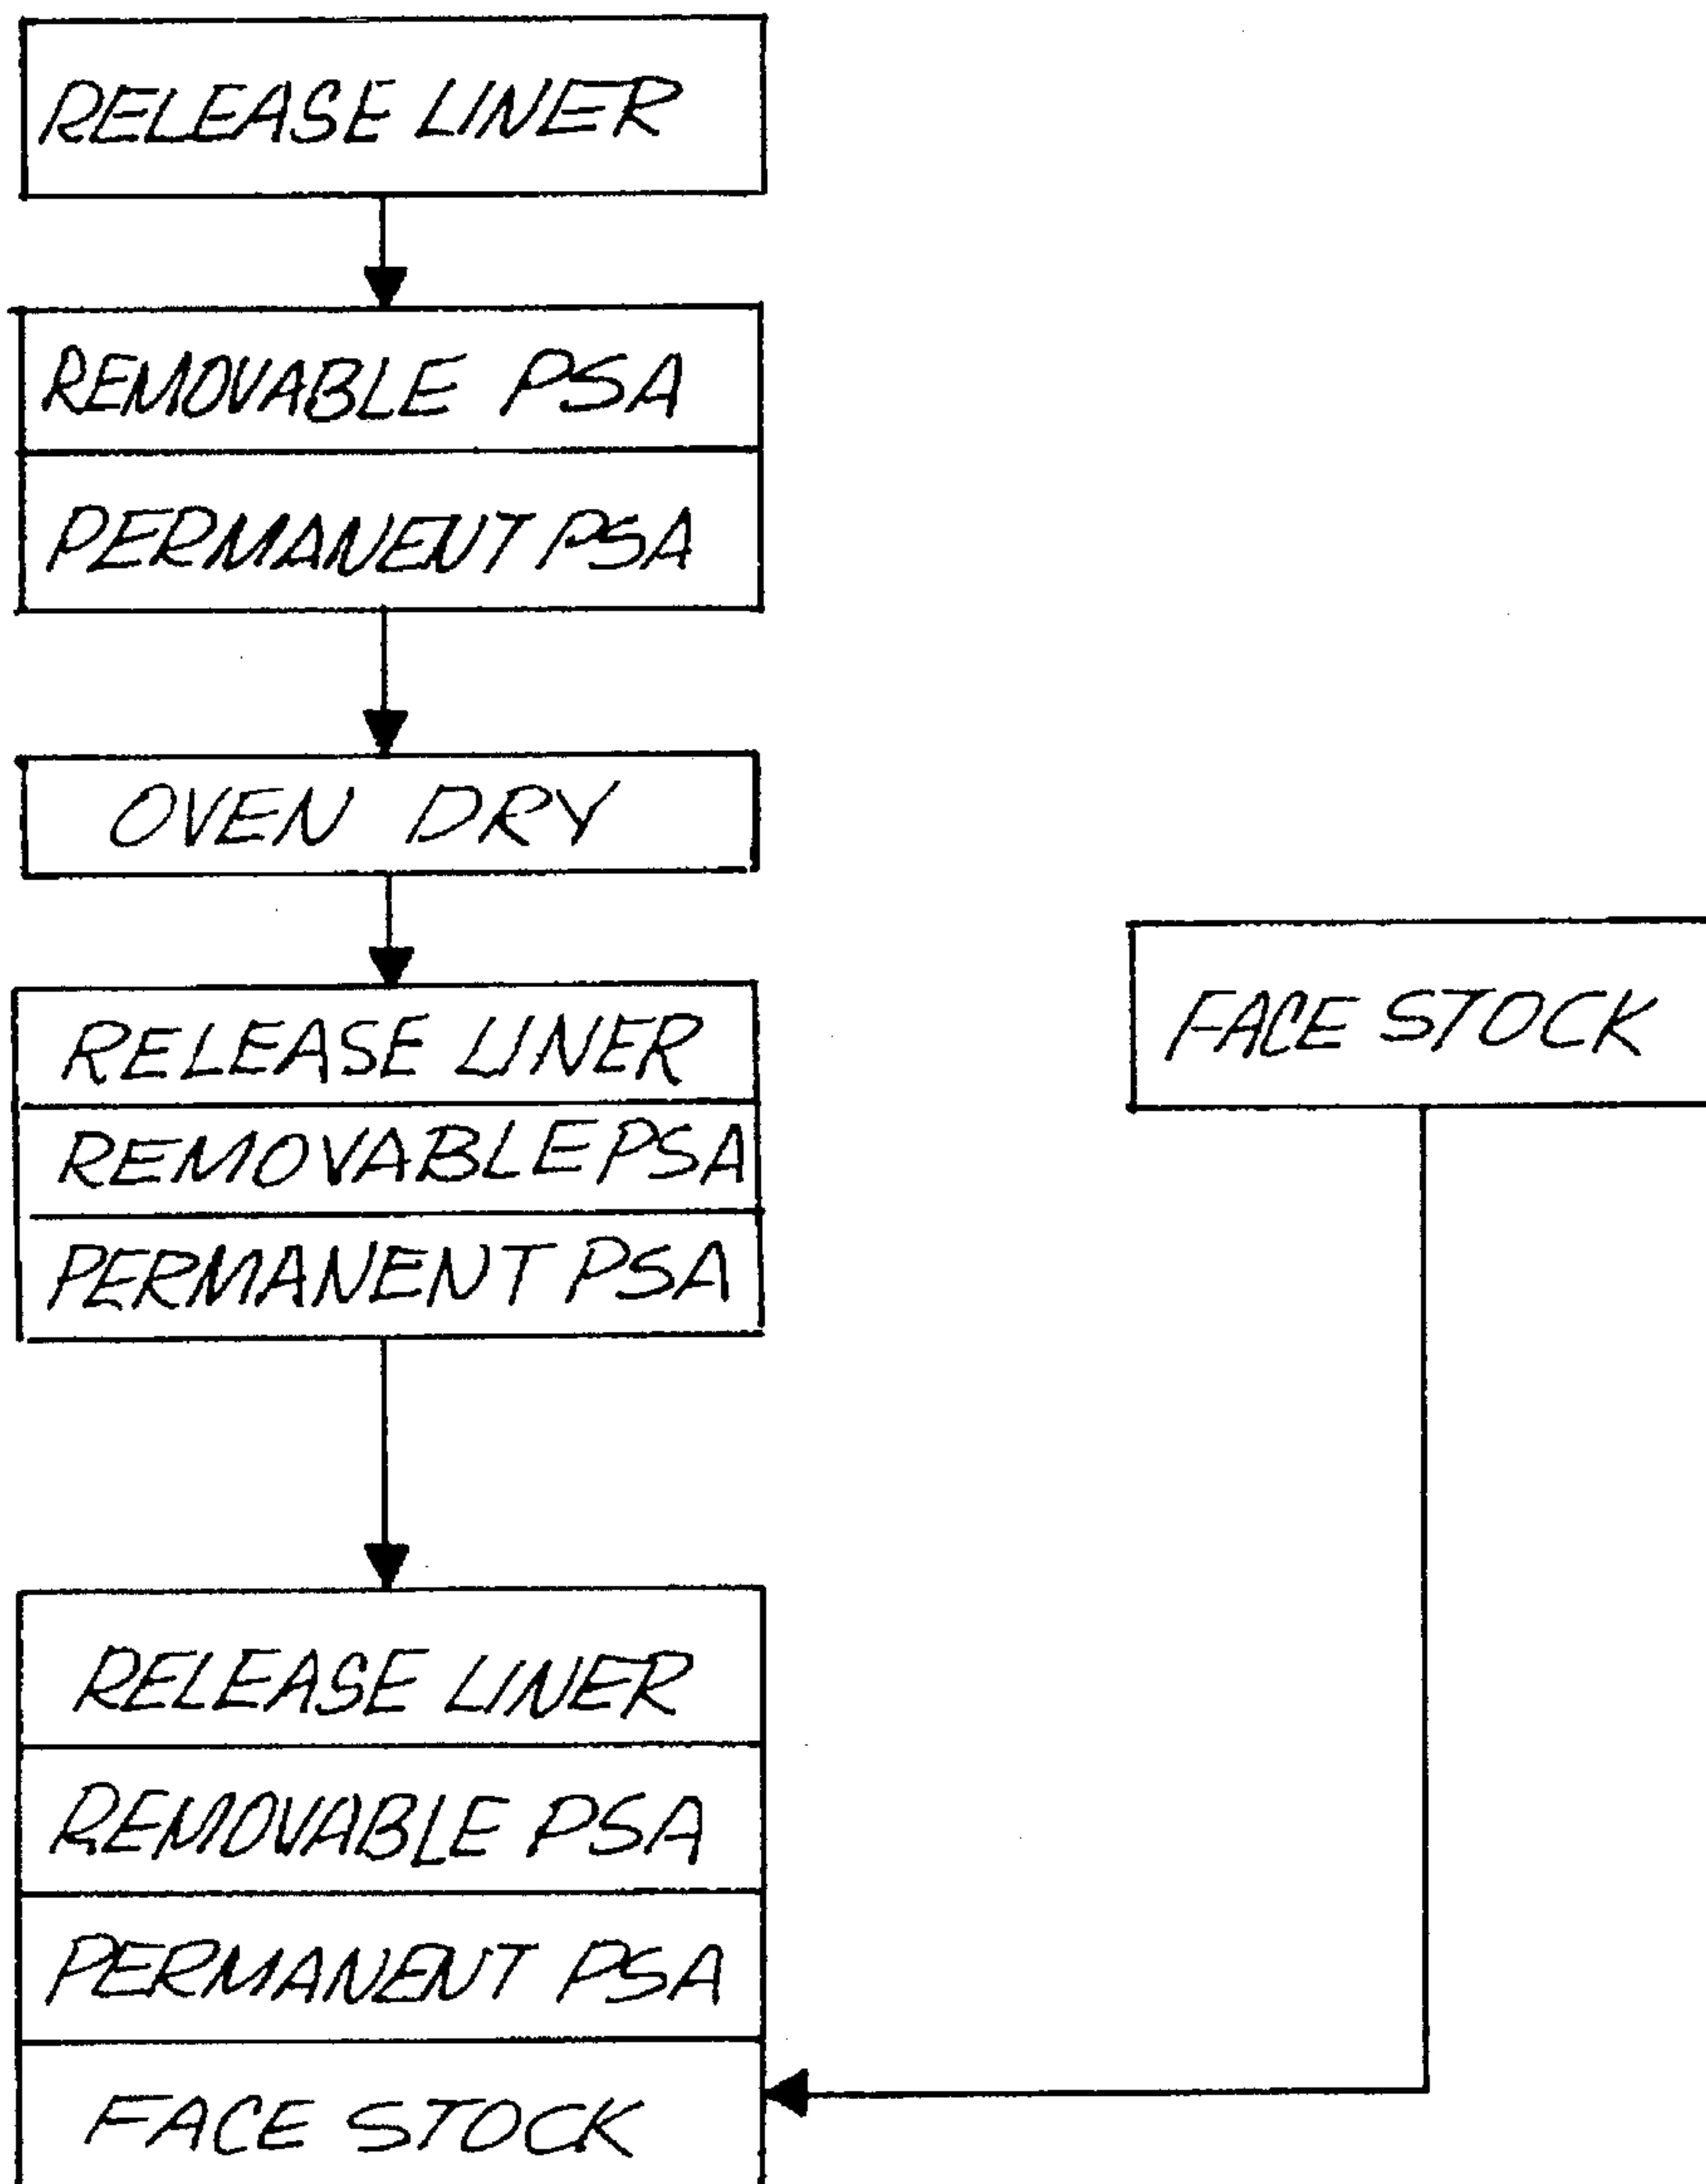 RELEASE LINER
REMOVABLE PSA
PERMANENT PSA
OVEN DRY
RELEASE LINER
REMOVABLE PSA
PERMANENT PSA
FACE STOCK
RELEASE LINER
REMOVABLE PSA
PERMANENT PSA
FACE STOCK